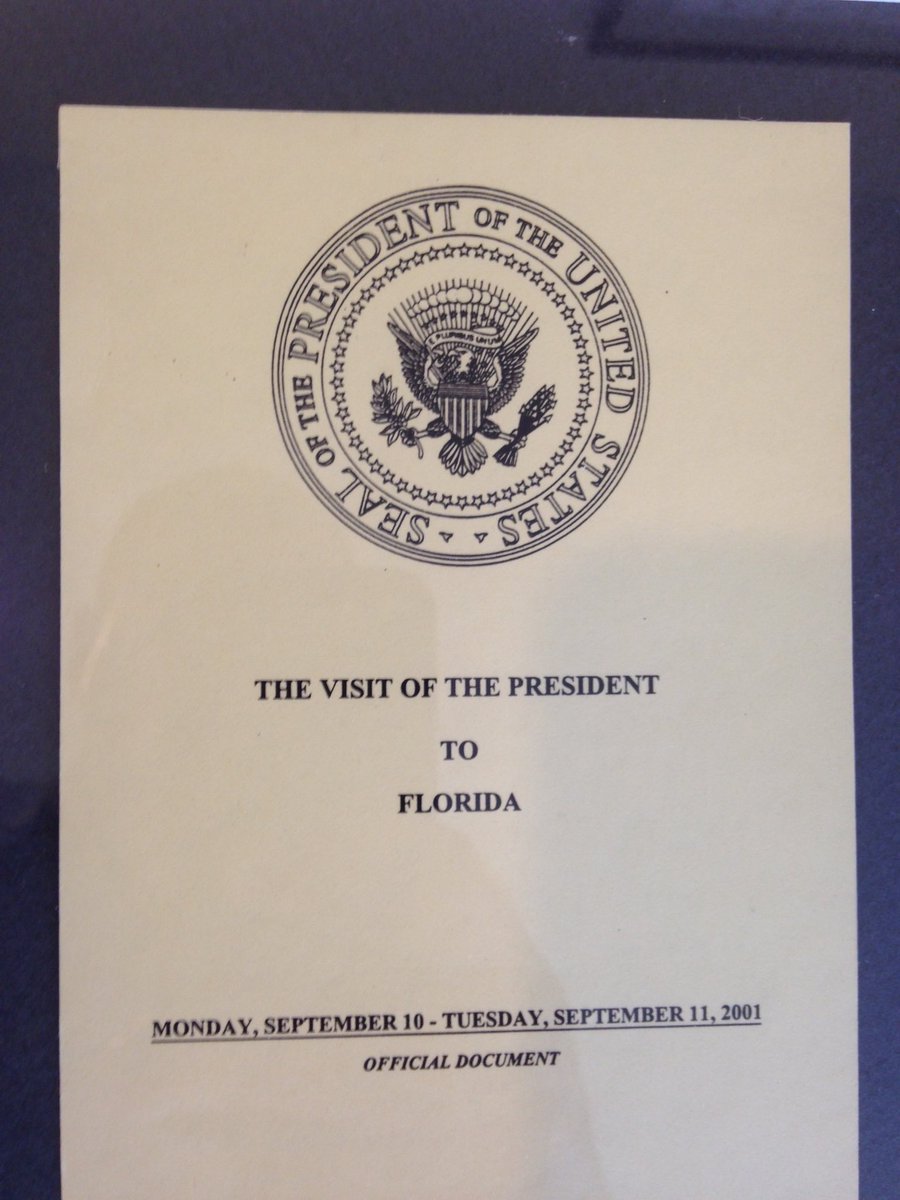 SEAL OF THE PRESIDENT OF THE UNITED STATES
E PLURIBUS UNUM
THE VISIT OF THE PRESIDENT
TO
FLORIDA
MONDAY, SEPTEMBER 10 - TUESDAY, SEPTEMBER 11, 2001
OFFICIAL DOCUMENT